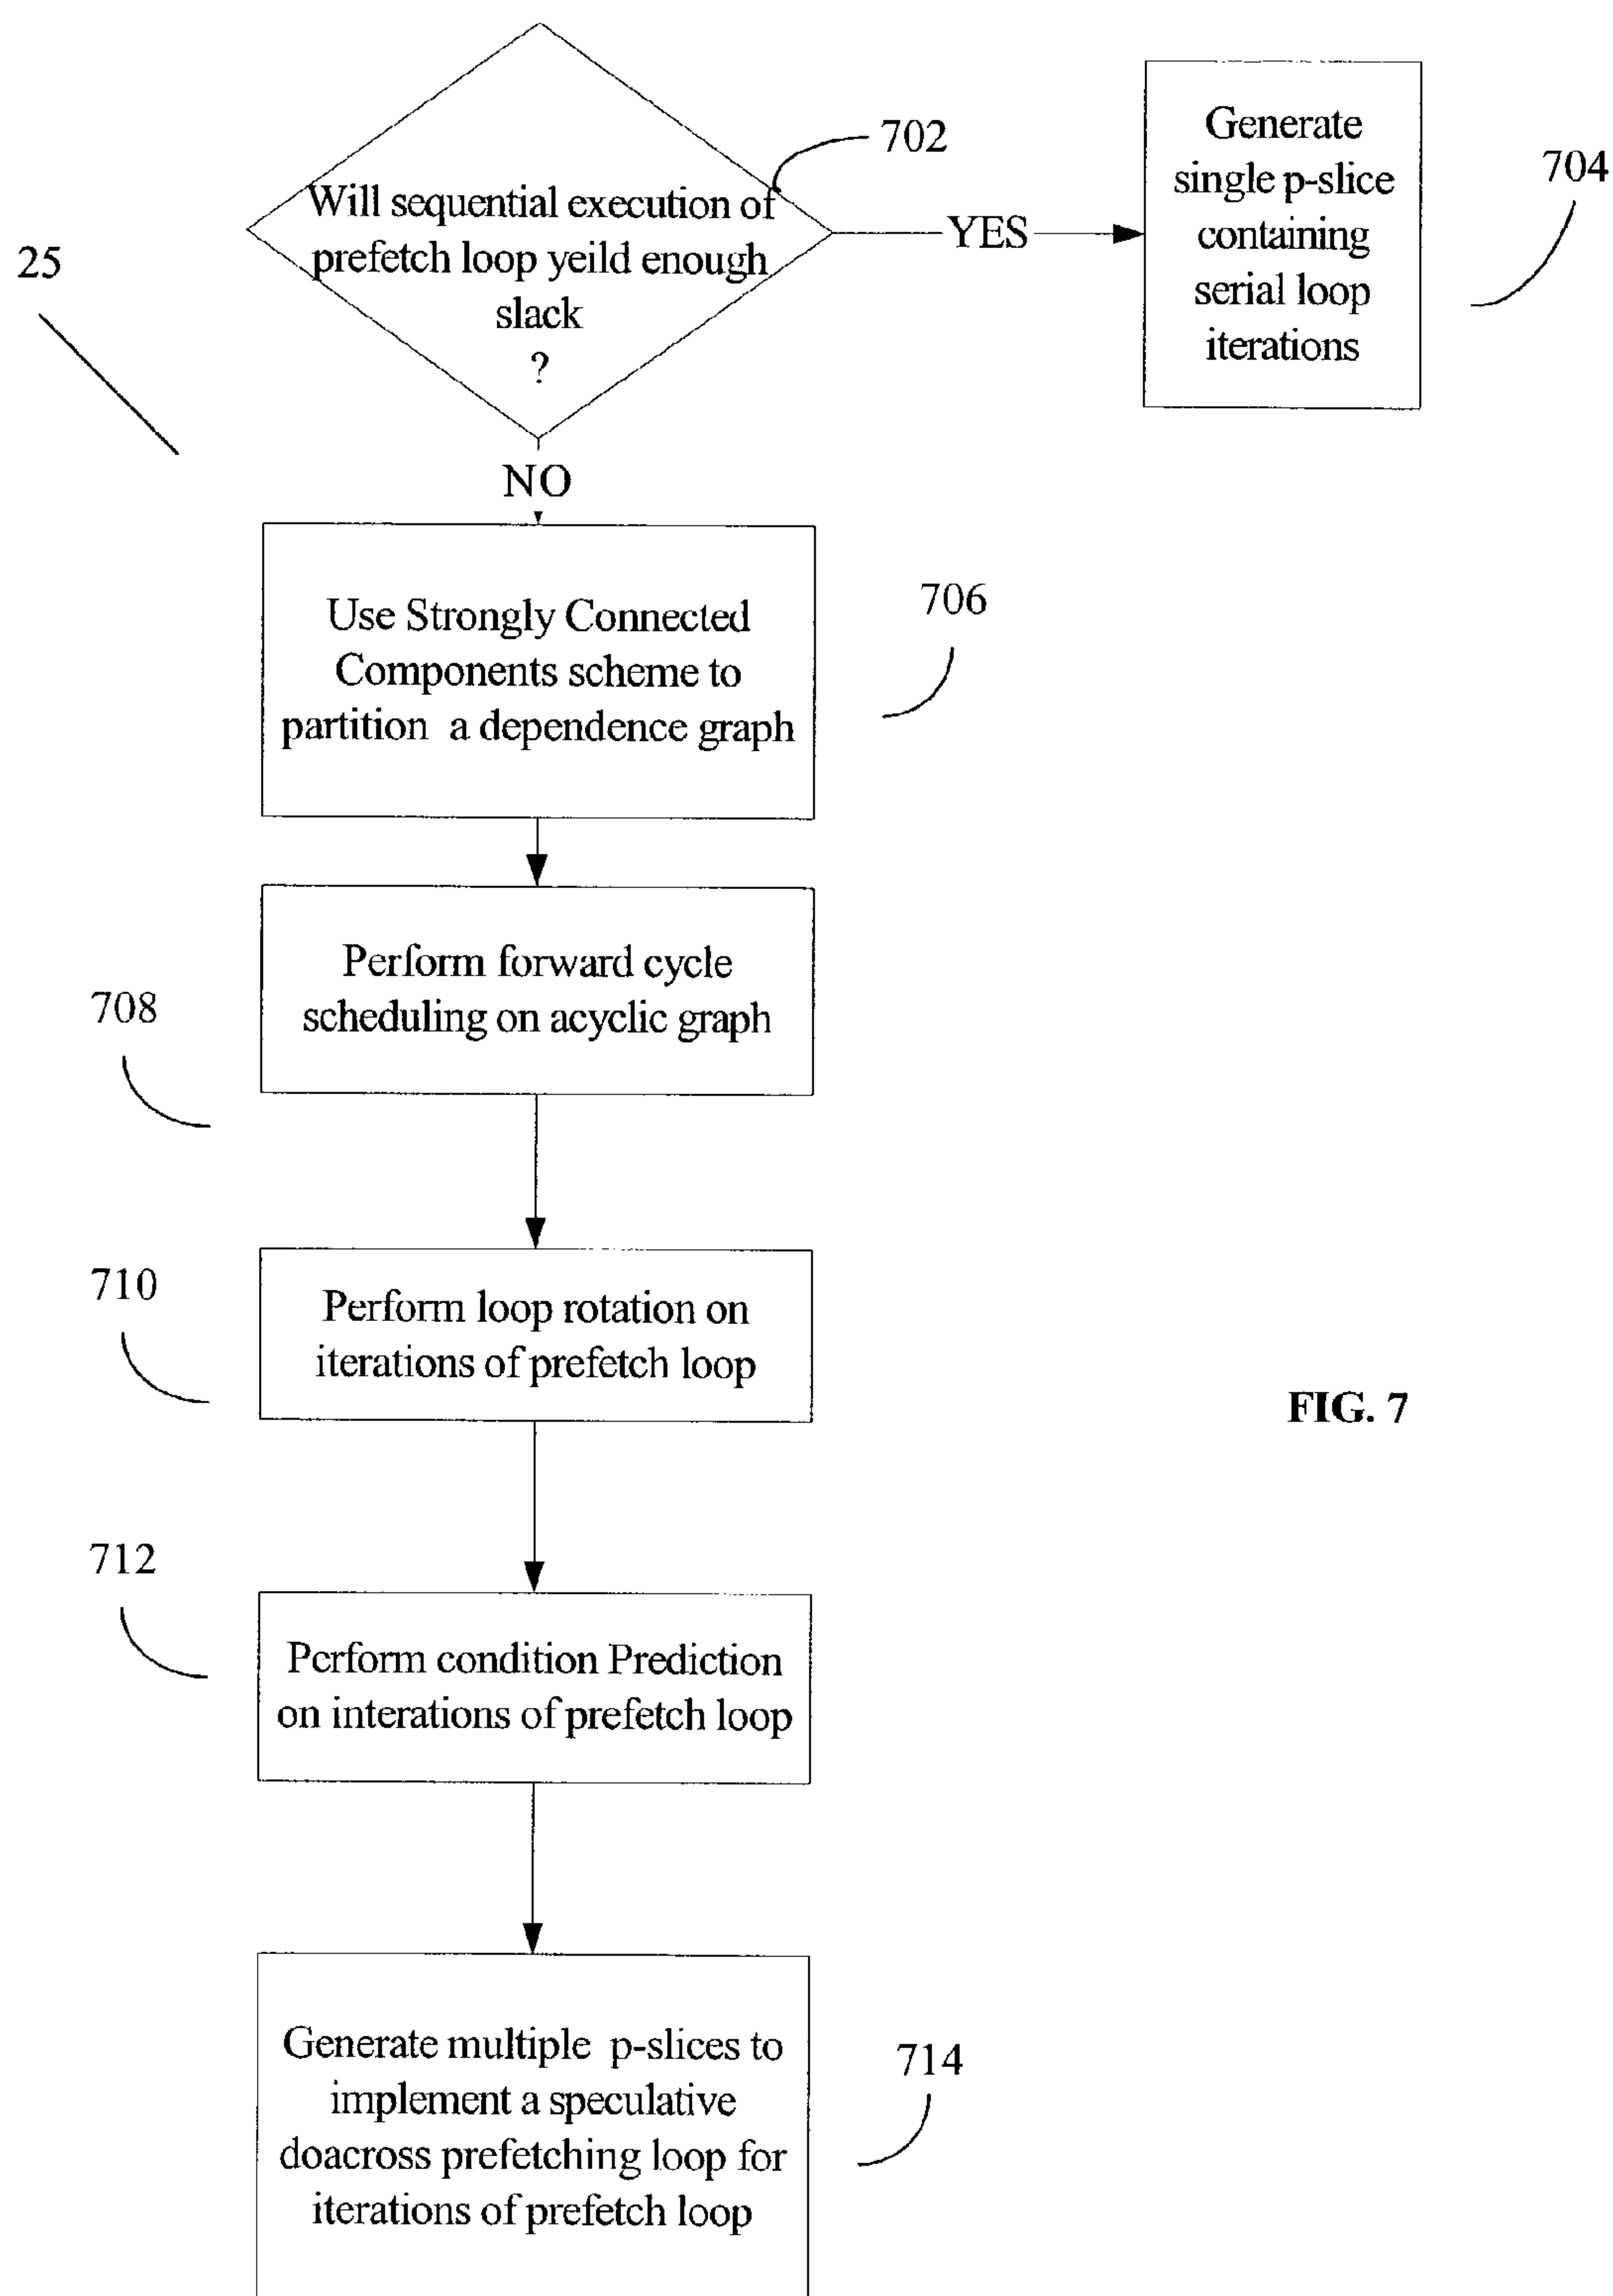 702
Will sequential execution of
prefetch loop yeild enough
slack
?
YES
Generate
single p-slice
containing
serial loop
iterations
704
25
NO
Use Strongly Connected
Components scheme to
partition a dependence graph
706
Perform forward cycle
scheduling on acyclic graph
708
Perform loop rotation on
iterations of prefetch loop
710
FIG. 7
Perform condition Prediction
on interations of prefetch loop
712
Generate multiple p-slices to
implement a speculative
doacross prefetching loop for
iterations of prefetch loop
714